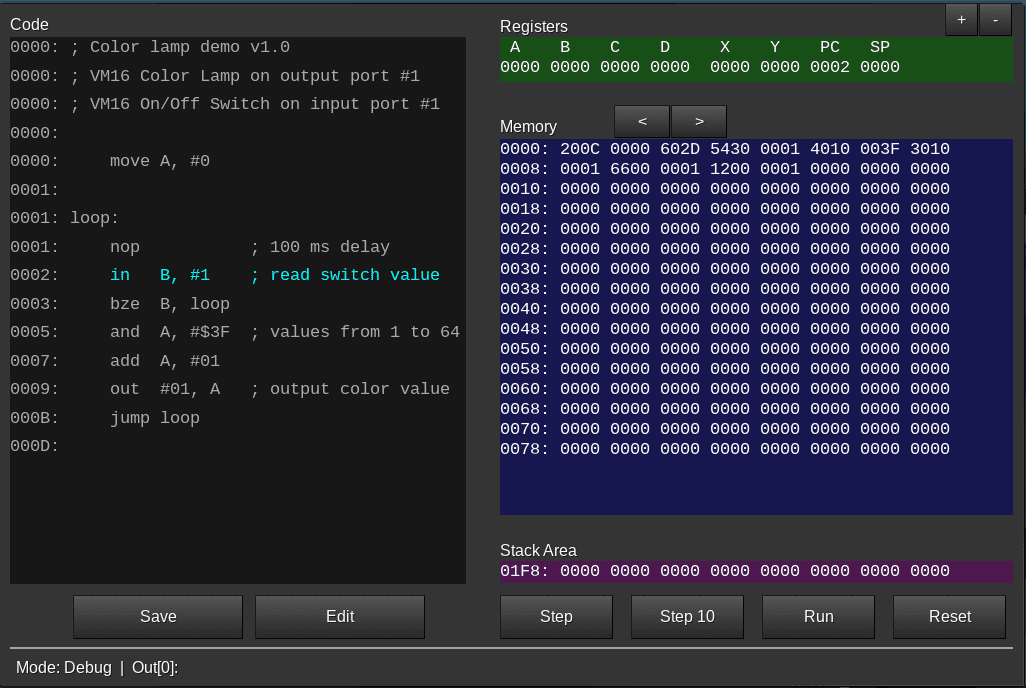 Code
0000: ; Color lamp demo v1.0
0000: ; VM16 Color Lamp on output port #1
0000: ; VM16 On/Off Switch on input port #1
0000:
0000:     move A, #0
0001:
0001: loop:
0001:     nop           ; 100 ms delay
0002:     in   B, #1    ; read switch value
0003:     bze  B, loop
0005:     and  A, #$3F  ; values from 1 to 64
0007:     add  A, #01
0009:     out  #01, A   ; output color value
000B:     jump loop
000D:
Save Edit
Registers
+ -
A    B    C    D     X    Y    PC   SP
0000 0000 0000 0000  0000 0000 0002 0000
Memory < >
0000: 200C 0000 602D 5430 0001 4010 003F 3010
0008: 0001 6600 0001 1200 0001 0000 0000 0000
0010: 0000 0000 0000 0000 0000 0000 0000 0000
0018: 0000 0000 0000 0000 0000 0000 0000 0000
0020: 0000 0000 0000 0000 0000 0000 0000 0000
0028: 0000 0000 0000 0000 0000 0000 0000 0000
0030: 0000 0000 0000 0000 0000 0000 0000 0000
0038: 0000 0000 0000 0000 0000 0000 0000 0000
0040: 0000 0000 0000 0000 0000 0000 0000 0000
0048: 0000 0000 0000 0000 0000 0000 0000 0000
0050: 0000 0000 0000 0000 0000 0000 0000 0000
0058: 0000 0000 0000 0000 0000 0000 0000 0000
0060: 0000 0000 0000 0000 0000 0000 0000 0000
0068: 0000 0000 0000 0000 0000 0000 0000 0000
0070: 0000 0000 0000 0000 0000 0000 0000 0000
0078: 0000 0000 0000 0000 0000 0000 0000 0000
Stack Area
01F8: 0000 0000 0000 0000 0000 0000 0000 0000
Step Step 10 Run Reset
Mode: Debug | Out[0]: